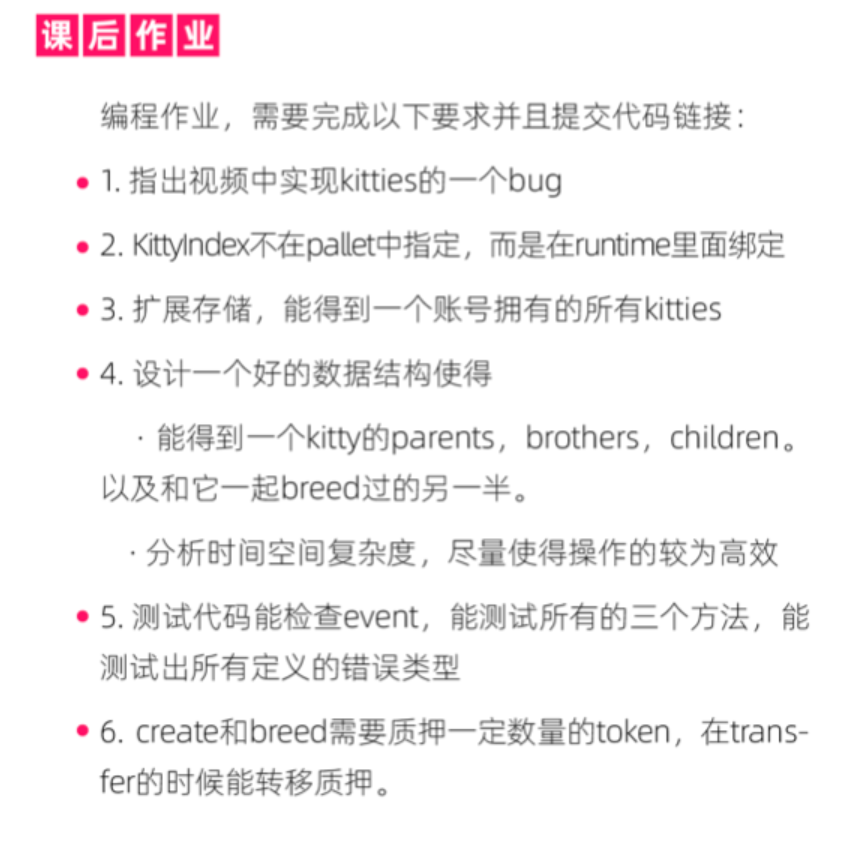 课后作业
编程作业，需要完成以下要求并且提交代码链接：
1. 指出视频中实现kitties的一个bug
2. KittyIndex不在pallet中指定，而是在runtime里面绑定
3. 扩展存储，能得到一个账号拥有的所有kitties
4. 设计一个好的数据结构使得
· 能得到一个kitty的parents，brothers，children。
以及和它一起breed过的另一半。
· 分析时间空间复杂度，尽量使得操作的较为高效
5. 测试代码能检查event，能测试所有的三个方法，能
测试出所有定义的错误类型
6. create和breed需要质押一定数量的token，在trans-
fer的时候能转移质押。